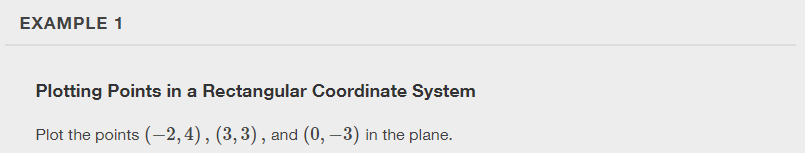 EXAMPLE 1
Plotting Points in a Rectangular Coordinate System
Plot the points (−2, 4), (3, 3), and (0, −3) in the plane.